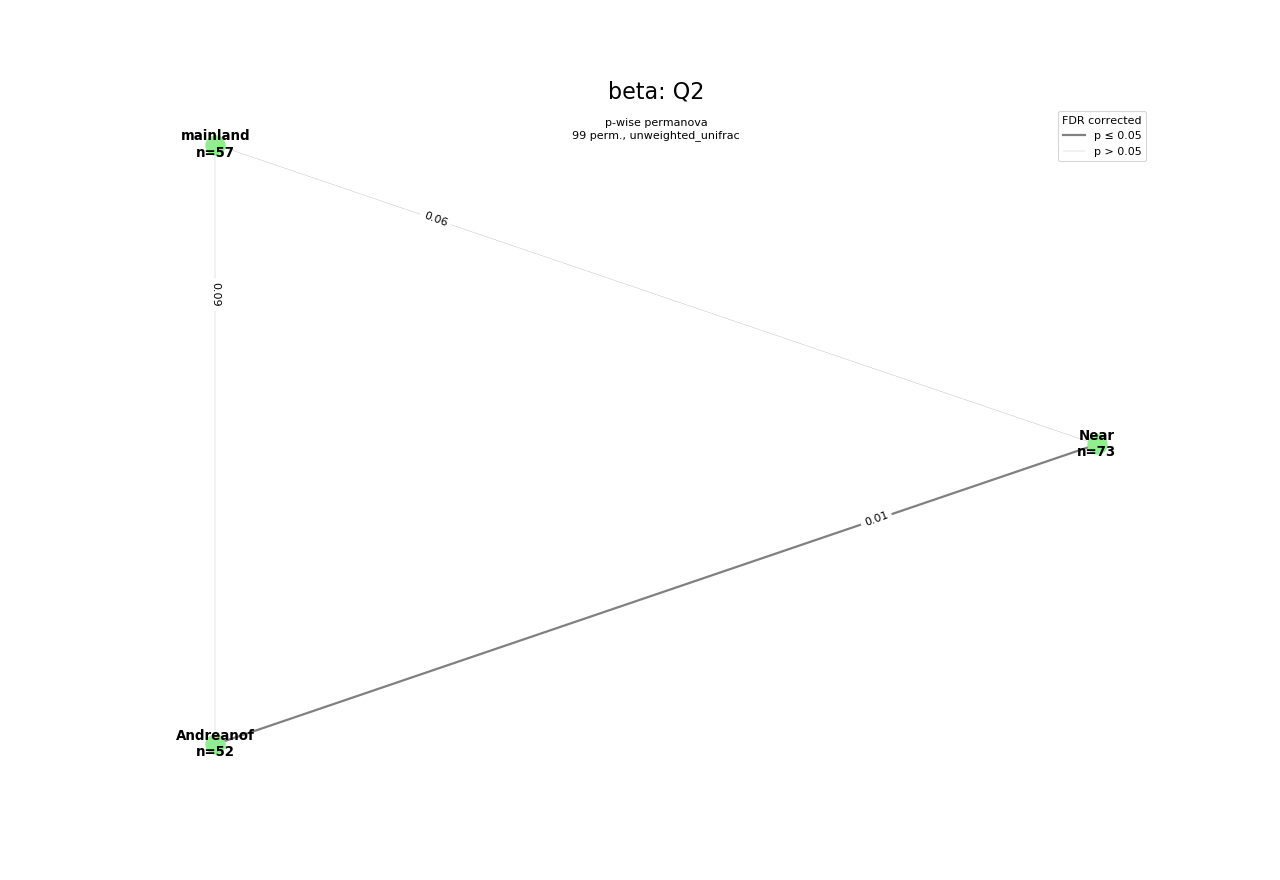 beta: Q2
p-wise permanova
99 perm., unweighted_unifrac
FDR corrected
p ≤ 0.05
p > 0.05
mainland
n=57
0.06
0.09
Near
n=73
0.01
Andreanof
n=52